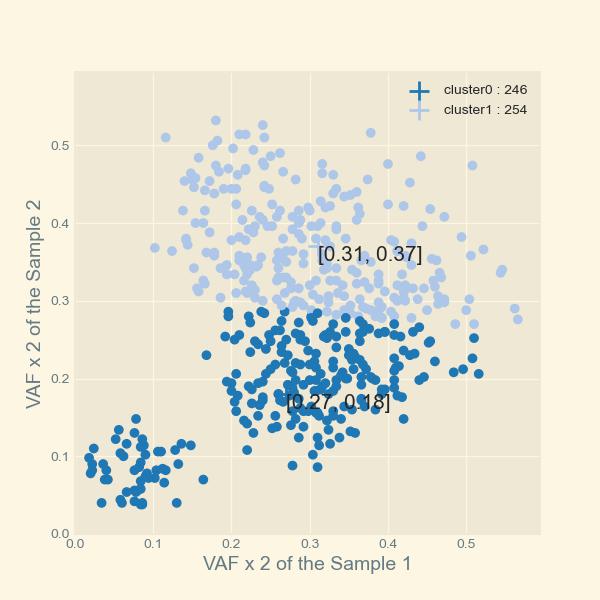 cluster0 : 246
cluster1 : 254
0.5
0.4
0.3
0.2
0.1
0.0
VAF x 2 of the Sample 2
[0.31, 0.37]
[0.27, 0.18]
0.0 0.1 0.2 0.3 0.4 0.5
VAF x 2 of the Sample 1